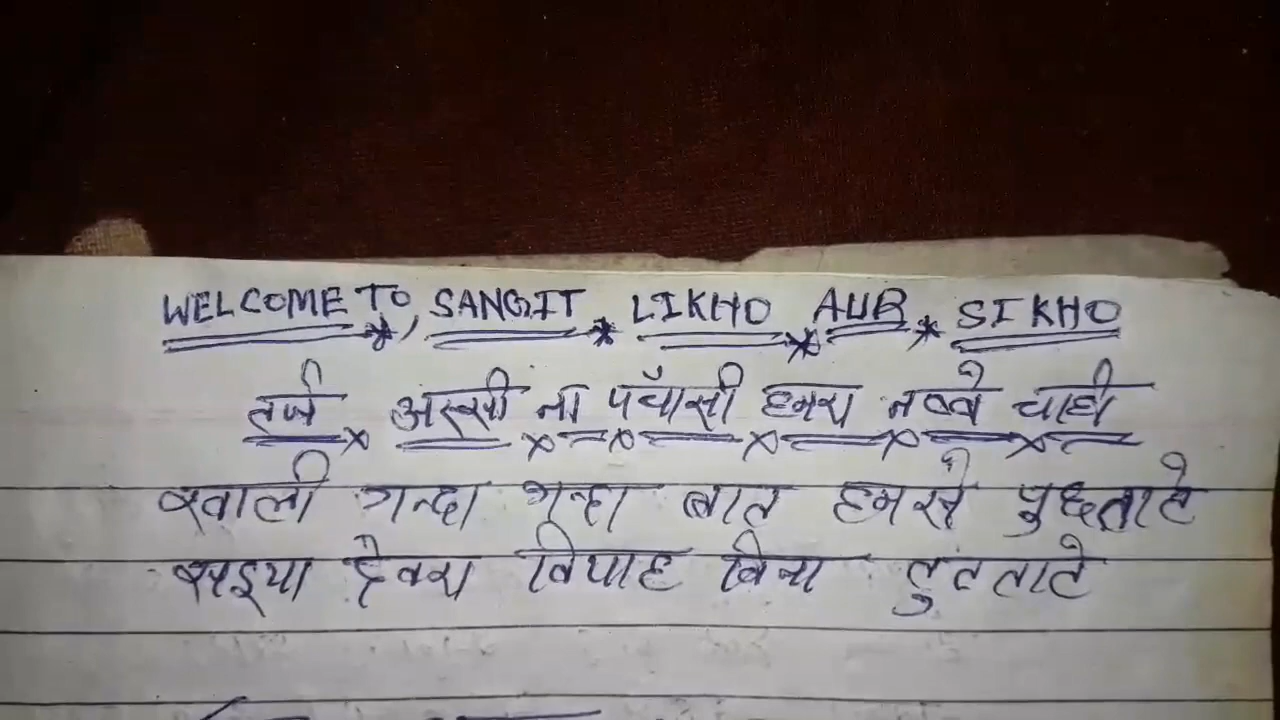 WELCOME TO, SANGIT * LIKHO * AUR * SIKHO
तर्ज × अस्सी × ना × पचाँसी × हमरा × नब्बे × चाही
खाली गन्दा गन्दा बात हमसे पुछताटे
सइया देवरा बियाह बिना टुटताटे